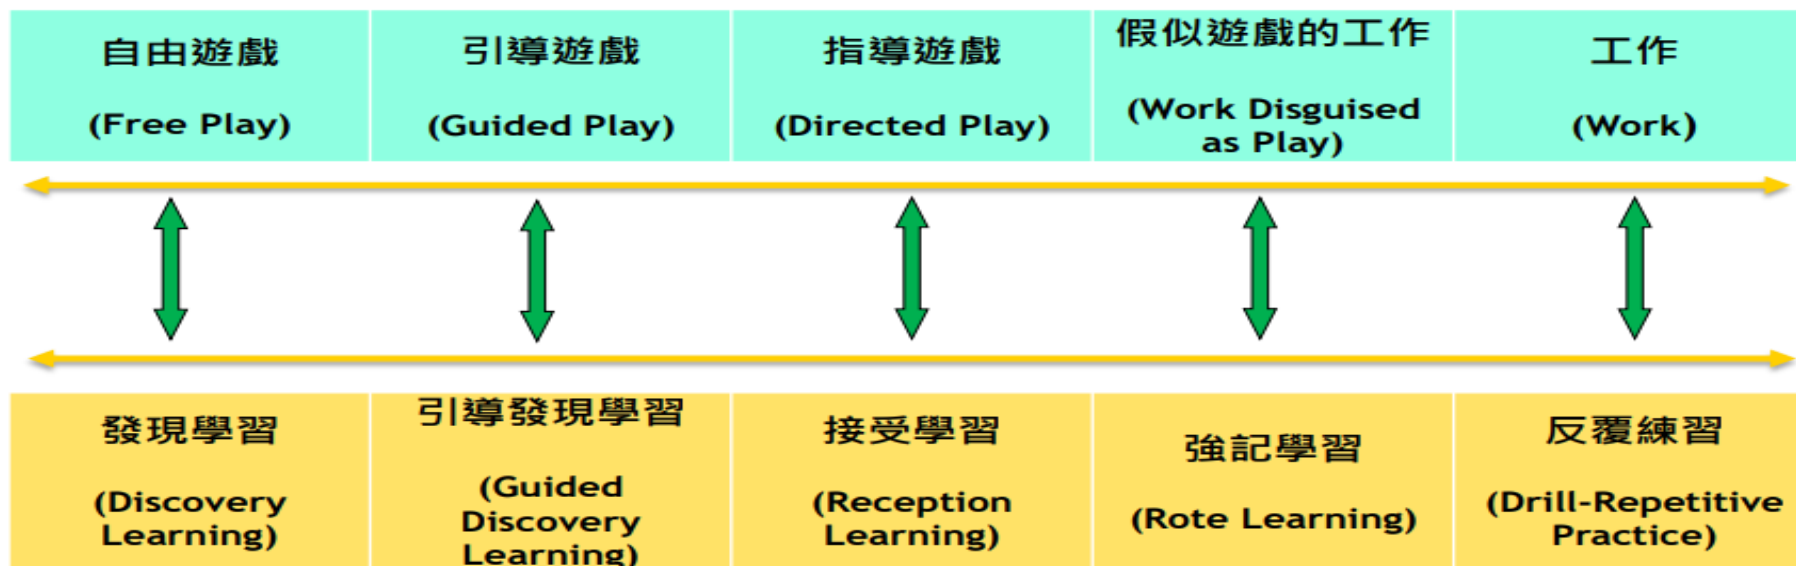 自由遊戲
(Free Play)
引導遊戲
(Guided Play)
指導遊戲
(Directed Play)
假似遊戲的工作
(Work Disguised
as Play)
工作
(Work)
發現學習
(Discovery
Learning)
引導發現學習
(Guided
Discovery
Learning)
接受學習
(Reception
Learning)
強記學習
(Rote Learning)
反覆練習
(Drill-Repetitive
Practice)